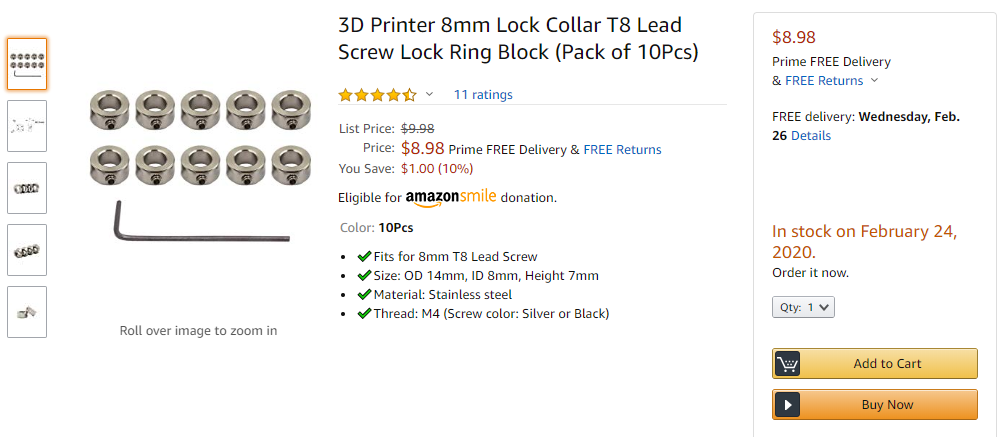 3D Printer 8mm Lock Collar T8 Lead
Screw Lock Ring Block (Pack of 10Pcs)
11 ratings
List Price: $9.98
Price: $8.98 Prime FREE Delivery & FREE Returns
You Save: $1.00 (10%)
Eligible for amazonsmile donation.
Color: 10Pcs
Fits for 8mm T8 Lead Screw
Size: OD 14mm, ID 8mm, Height 7mm
Material: Stainless steel
Thread: M4 (Screw color: Silver or Black)
Roll over image to zoom in
$8.98
Prime FREE Delivery
& FREE Returns
FREE delivery: Wednesday, Feb.
26 Details
In stock on February 24,
2020.
Order it now.
Qty: 1
Add to Cart
Buy Now